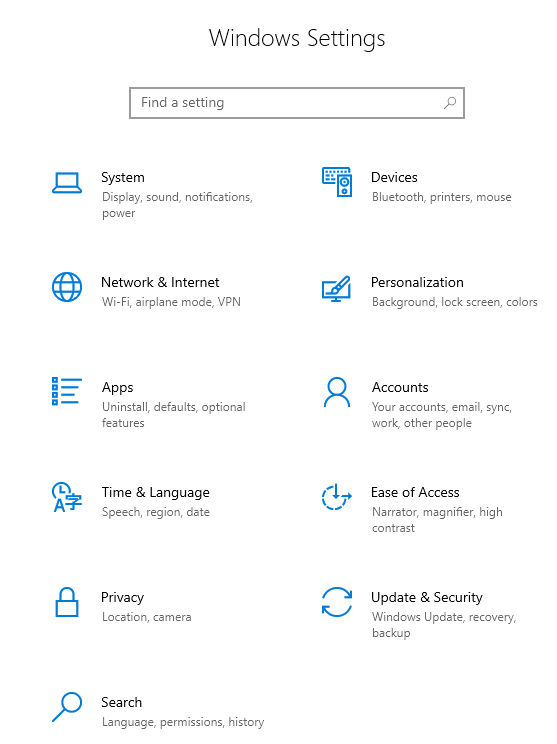 Windows Settings
Find a setting
System
Display, sound, notifications,
power
Devices
Bluetooth, printers, mouse
Network & Internet
Wi-Fi, airplane mode, VPN
Personalization
Background, lock screen, colors
Apps
Uninstall, defaults, optional
features
Accounts
Your accounts, email, sync,
work, other people
Time & Language
Speech, region, date
Ease of Access
Narrator, magnifier, high
contrast
Privacy
Location, camera
Update & Security
Windows Update, recovery,
backup
Search
Language, permissions, history